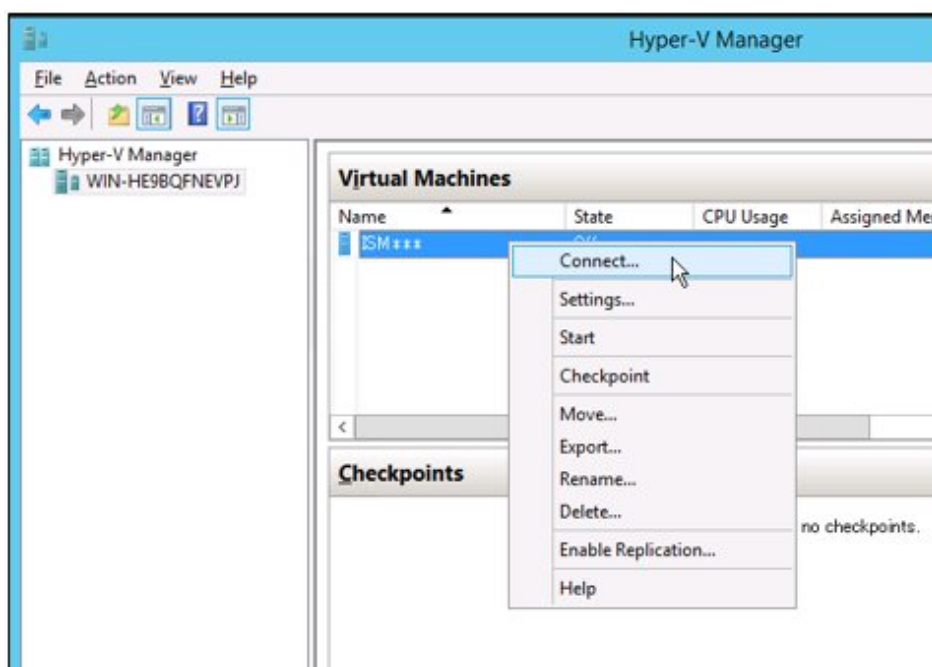 Hyper-V Manager
File Action View Help
Hyper-V Manager
WIN-HE9BQFNEVPJ
Virtual Machines
Name State CPU Usage Assigned
ISM***
Connect...
Settings...
Start
Checkpoint
Move...
Export...
Rename...
Delete...
Enable Replication...
Help
Checkpoints
no checkpoints.